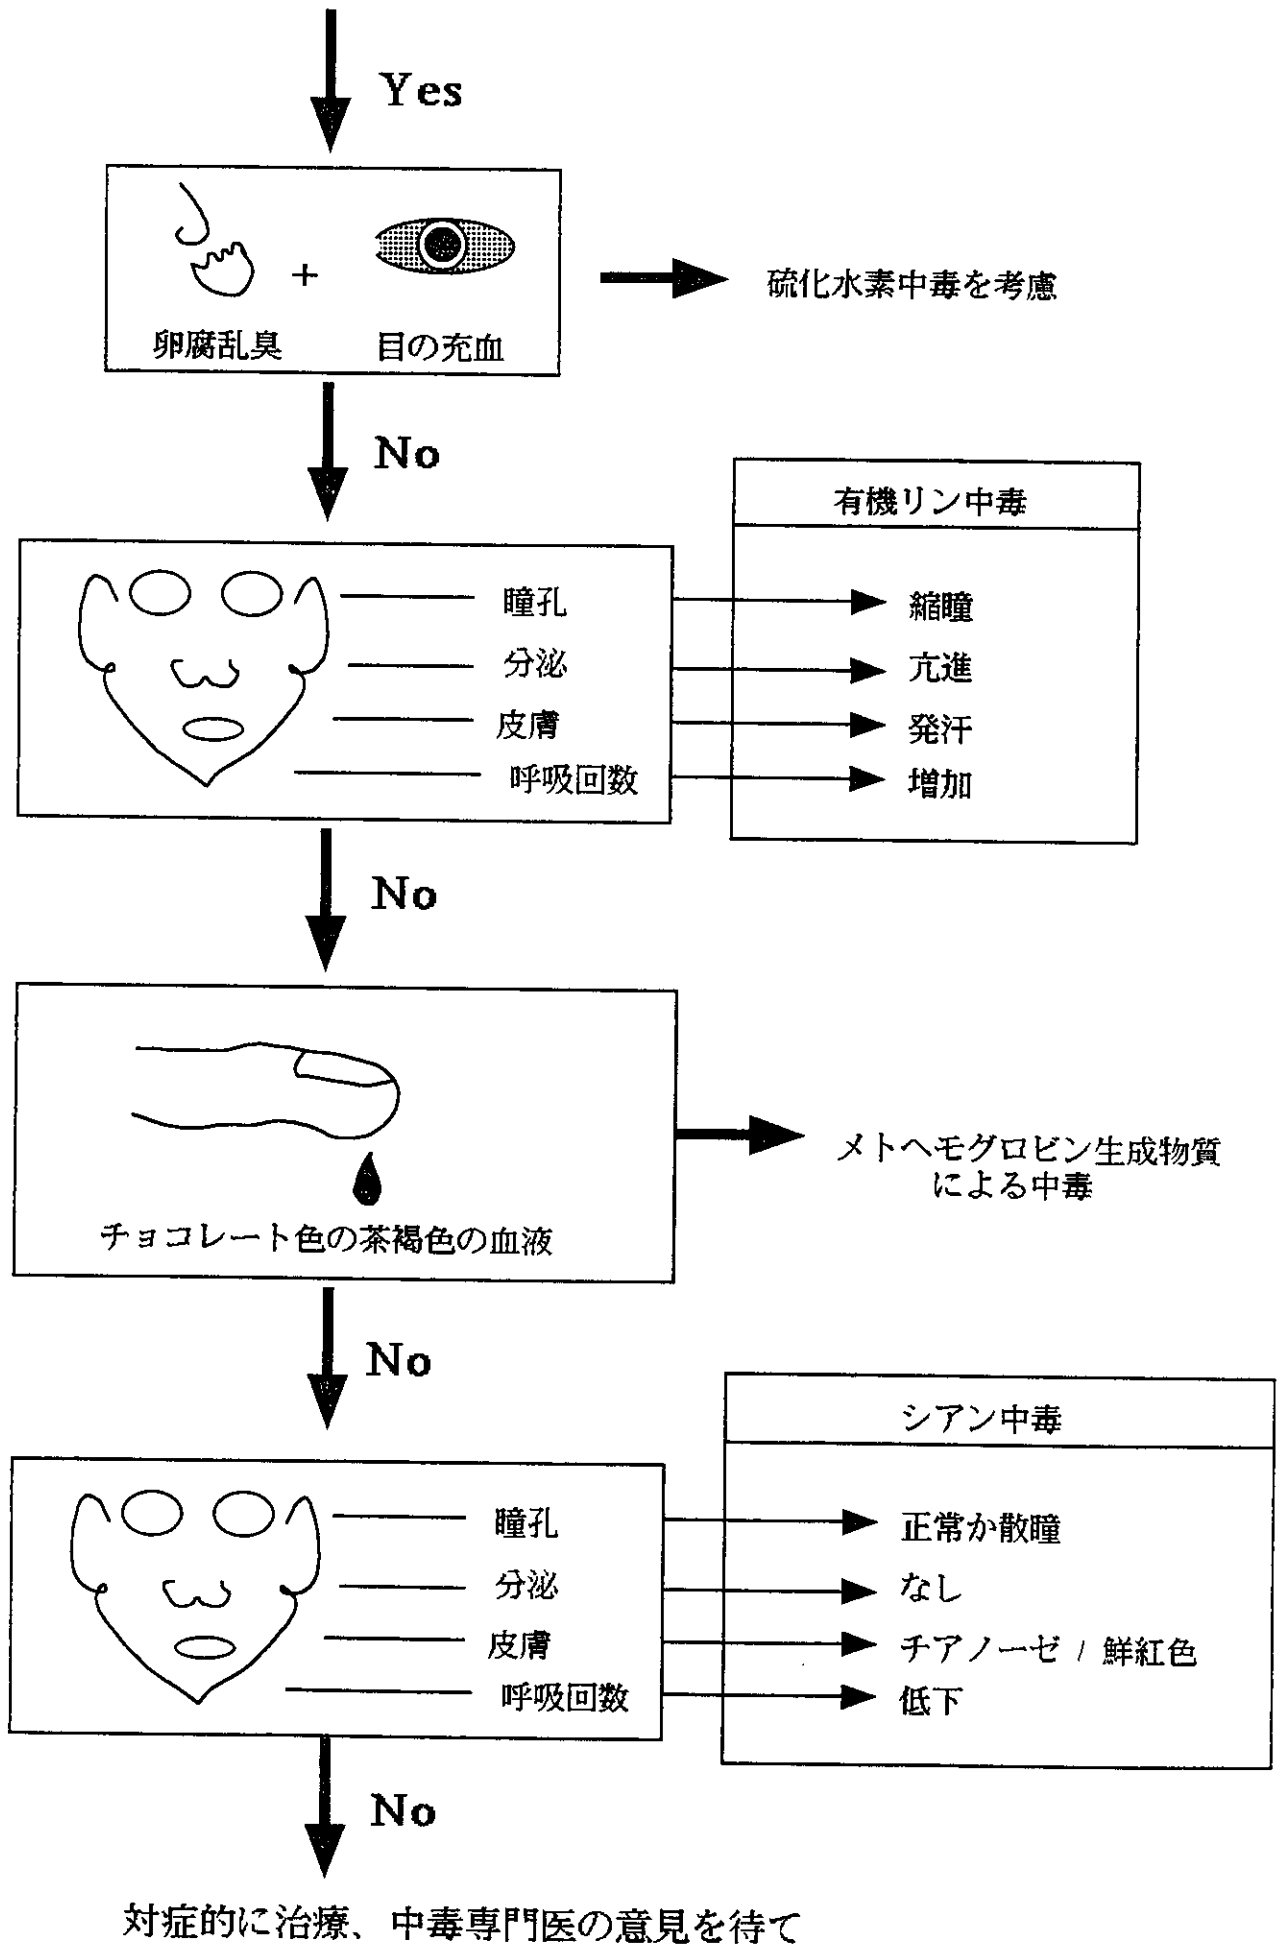 Yes
+
卵腐乱臭
目の充血
硫化水素中毒を考慮
No
有機リン中毒
瞳孔
縮瞳
分泌
亢進
皮膚
発汗
呼吸回数
増加
No
チョコレート色の茶褐色の血液
メトヘモグロビン生成物質
による中毒
No
シアン中毒
瞳孔
正常か散瞳
分泌
なし
皮膚
チアノーゼ / 鮮紅色
呼吸回数
低下
No
対症的に治療、中毒専門医の意見を待て